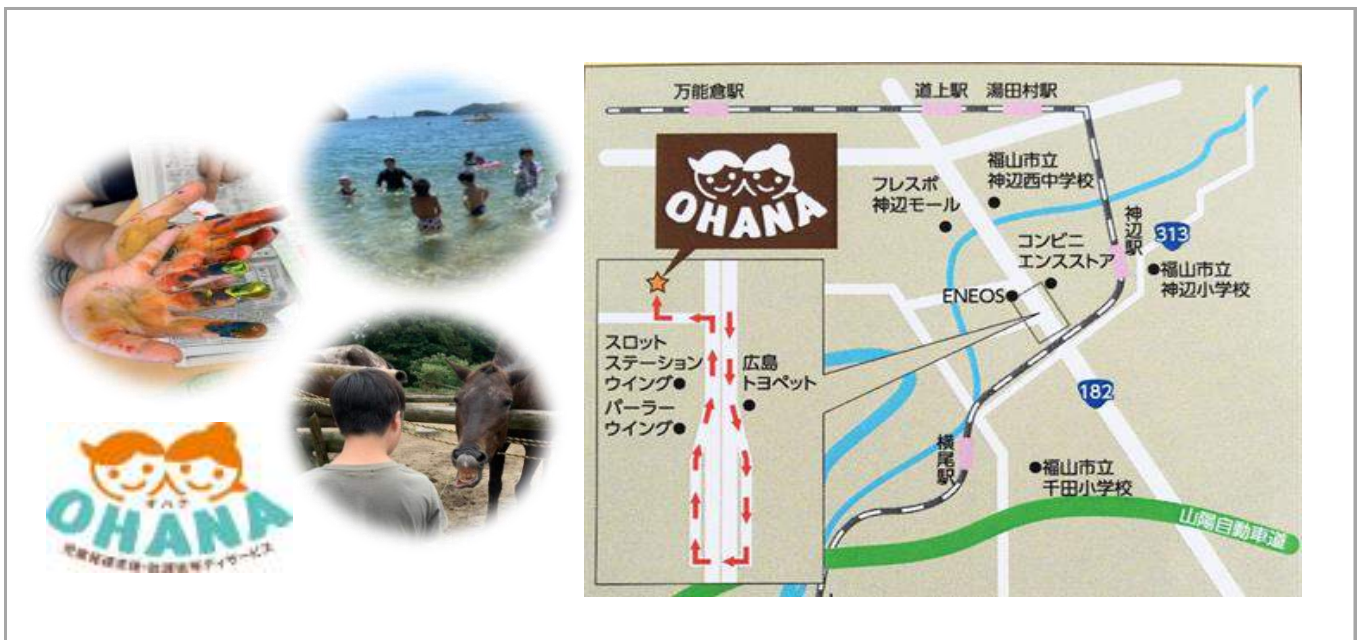 万能倉駅
道上駅
湯田村駅
OHANA
福山市立
神辺西中学校
フレスポ
神辺モール
神辺駅
313
コンビニ
エンスストア
福山市立
神辺小学校
ENEOS
スロット
ステーション
ウイング
パーラー
ウイング
広島
トヨペット
182
横尾駅
福山市立
千田小学校
山陽自動車道
オハナ
OHANA